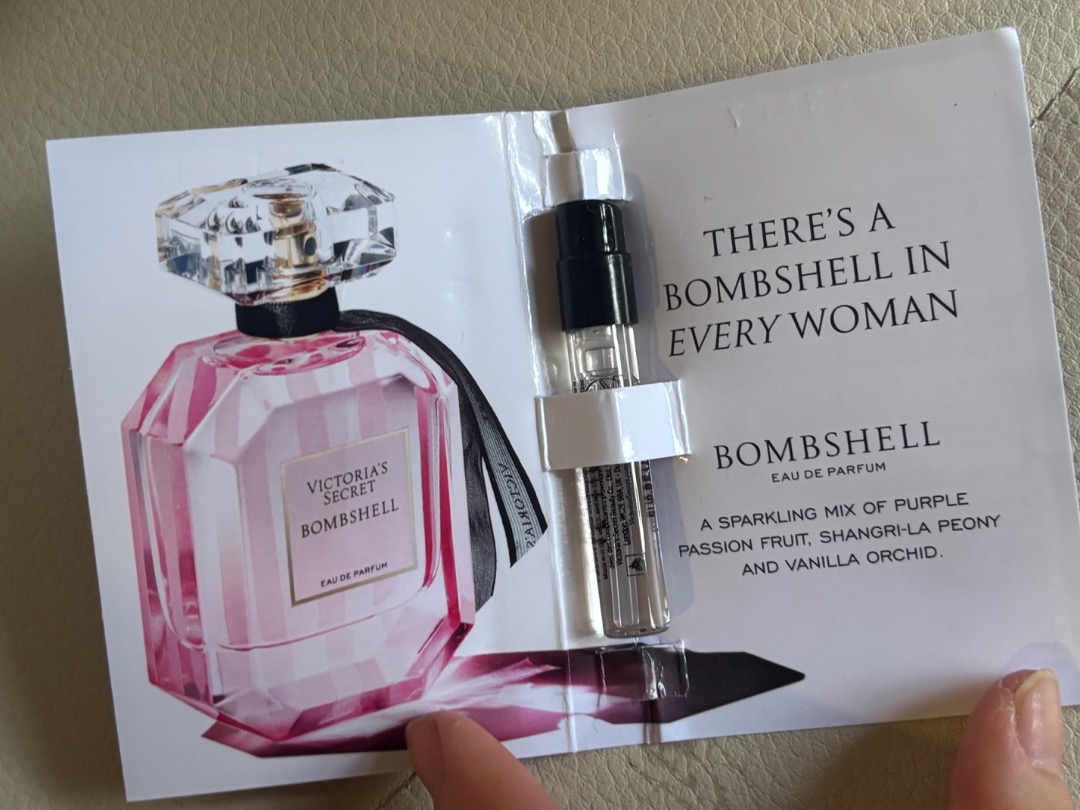 VICTORIA'S
SECRET
BOMBSHELL
EAU DE PARFUM
VICTORIA'S
THERE'S A
BOMBSHELL IN
EVERY WOMAN
BOMBSHELL
EAU DE PARFUM
A SPARKLING MIX OF PURPLE
PASSION FRUIT, SHANGRI-LA PEONY
AND VANILLA ORCHID.